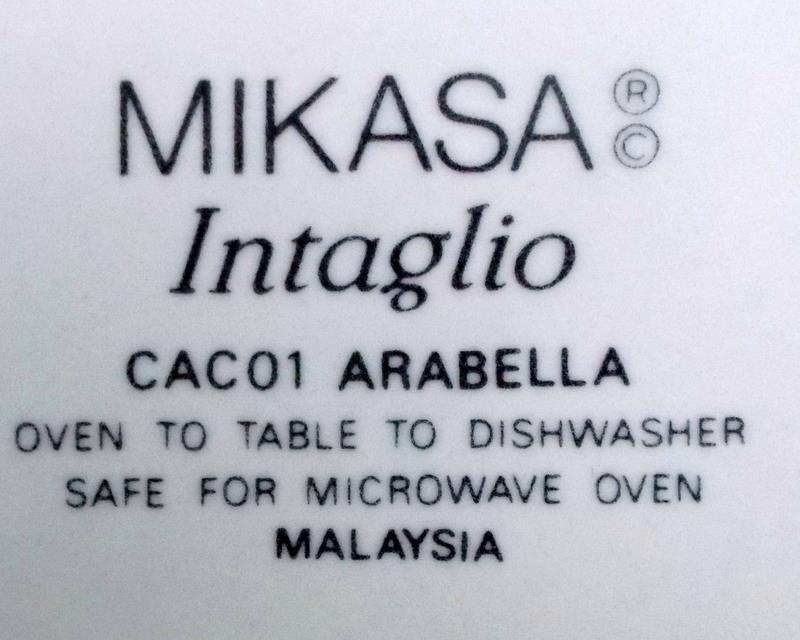 MIKASA ® ©
Intaglio
CAC01 ARABELLA
OVEN TO TABLE TO DISHWASHER
SAFE FOR MICROWAVE OVEN
MALAYSIA